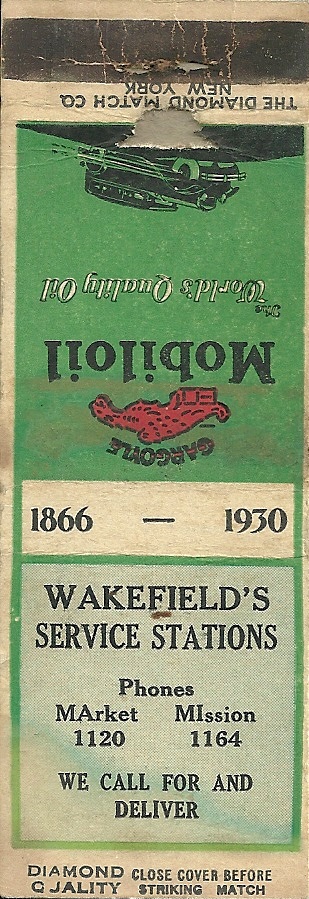 THE DIAMOND MATCH CO.
NEW YORK
The
World's Quality Oil
Mobiloil
GARGOYLE
1866 — 1930
WAKEFIELD'S
SERVICE STATIONS
Phones
MArket MIssion
1120 1164
WE CALL FOR AND
DELIVER
DIAMOND CLOSE COVER BEFORE
QUALITY STRIKING MATCH